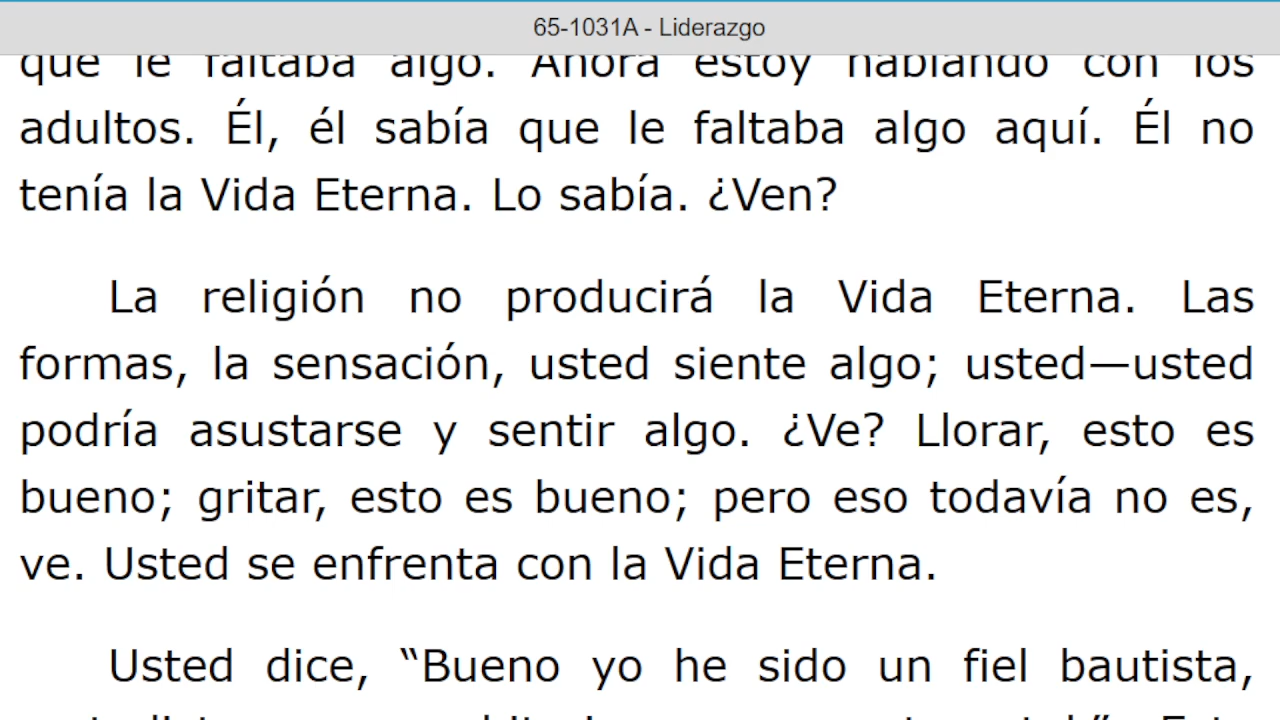 65-1031A - Liderazgo
que le faltaba algo. Ahora estoy hablando con los
adultos. Él, él sabía que le faltaba algo aquí. Él no
tenía la Vida Eterna. Lo sabía. ¿Ven?
La religión no producirá la Vida Eterna. Las
formas, la sensación, usted siente algo; usted—usted
podría asustarse y sentir algo. ¿Ve? Llorar, esto es
bueno; gritar, esto es bueno; pero eso todavía no es,
ve. Usted se enfrenta con la Vida Eterna.
Usted dice, “Bueno yo he sido un fiel bautista,